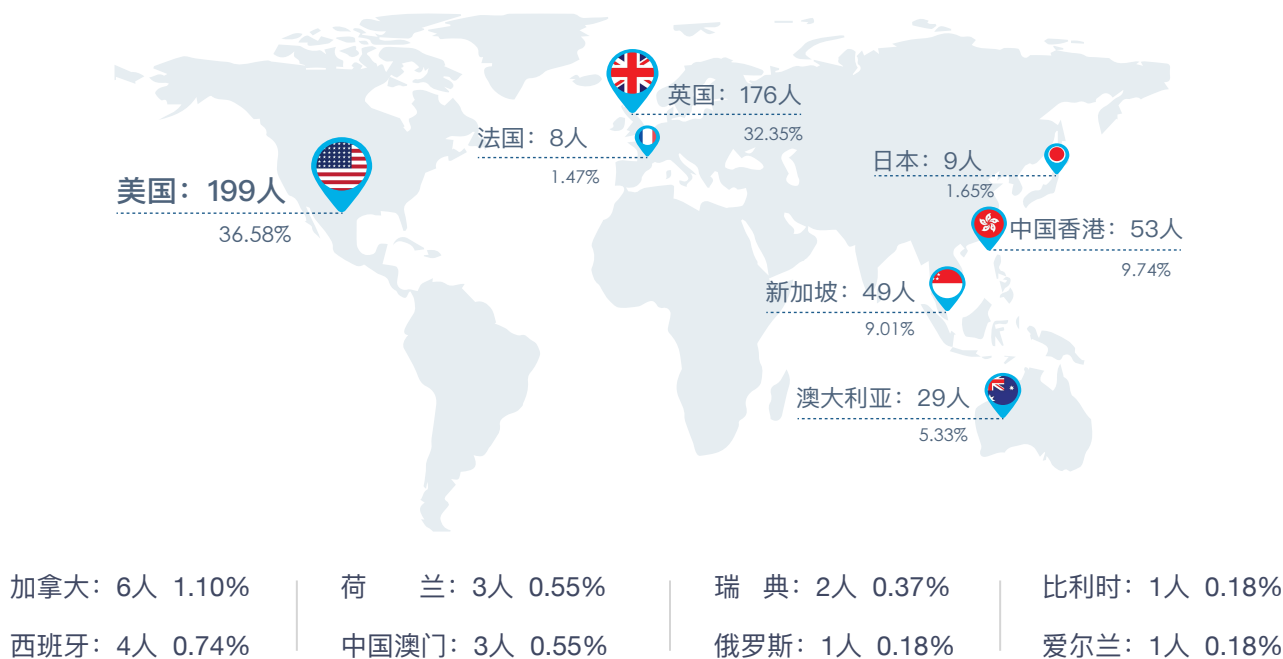 英国：176人
32.35%
法国：8人
1.47%
日本：9人
1.65%
美国：199人
36.58%
中国香港：53人
9.74%
新加坡：49人
9.01%
澳大利亚：29人
5.33%
加拿大：6人 1.10%
荷 兰：3人 0.55%
瑞 典：2人 0.37%
比利时：1人 0.18%
西班牙：4人 0.74%
中国澳门：3人 0.55%
俄罗斯：1人 0.18%
爱尔兰：1人 0.18%